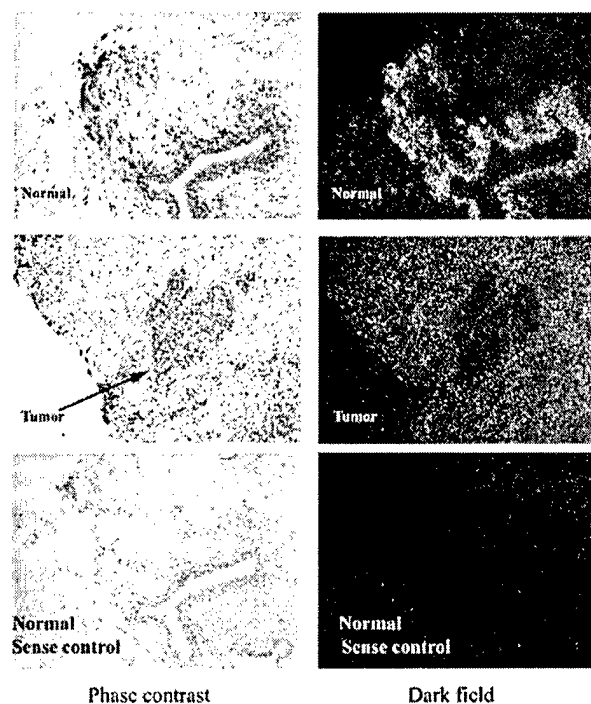 Normal
Normal
Tumor
Tumor
Normal
Sense control
Normal
Sense control
Phase contrast
Dark field